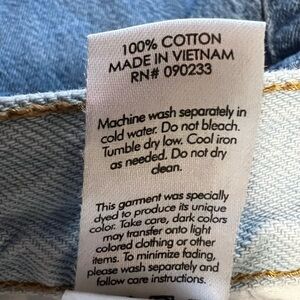 100% COTTON
MADE IN VIETNAM
RN# 090233
Machine wash separately in
cold water. Do not bleach.
Tumble dry low. Cool iron
as needed. Do not dry
clean.
This garment was specially
dyed to produce its unique
color. Take care, dark colors
may transfer onto light
colored clothing or other
items. To minimize fading,
please wash separately and
follow care instructions.